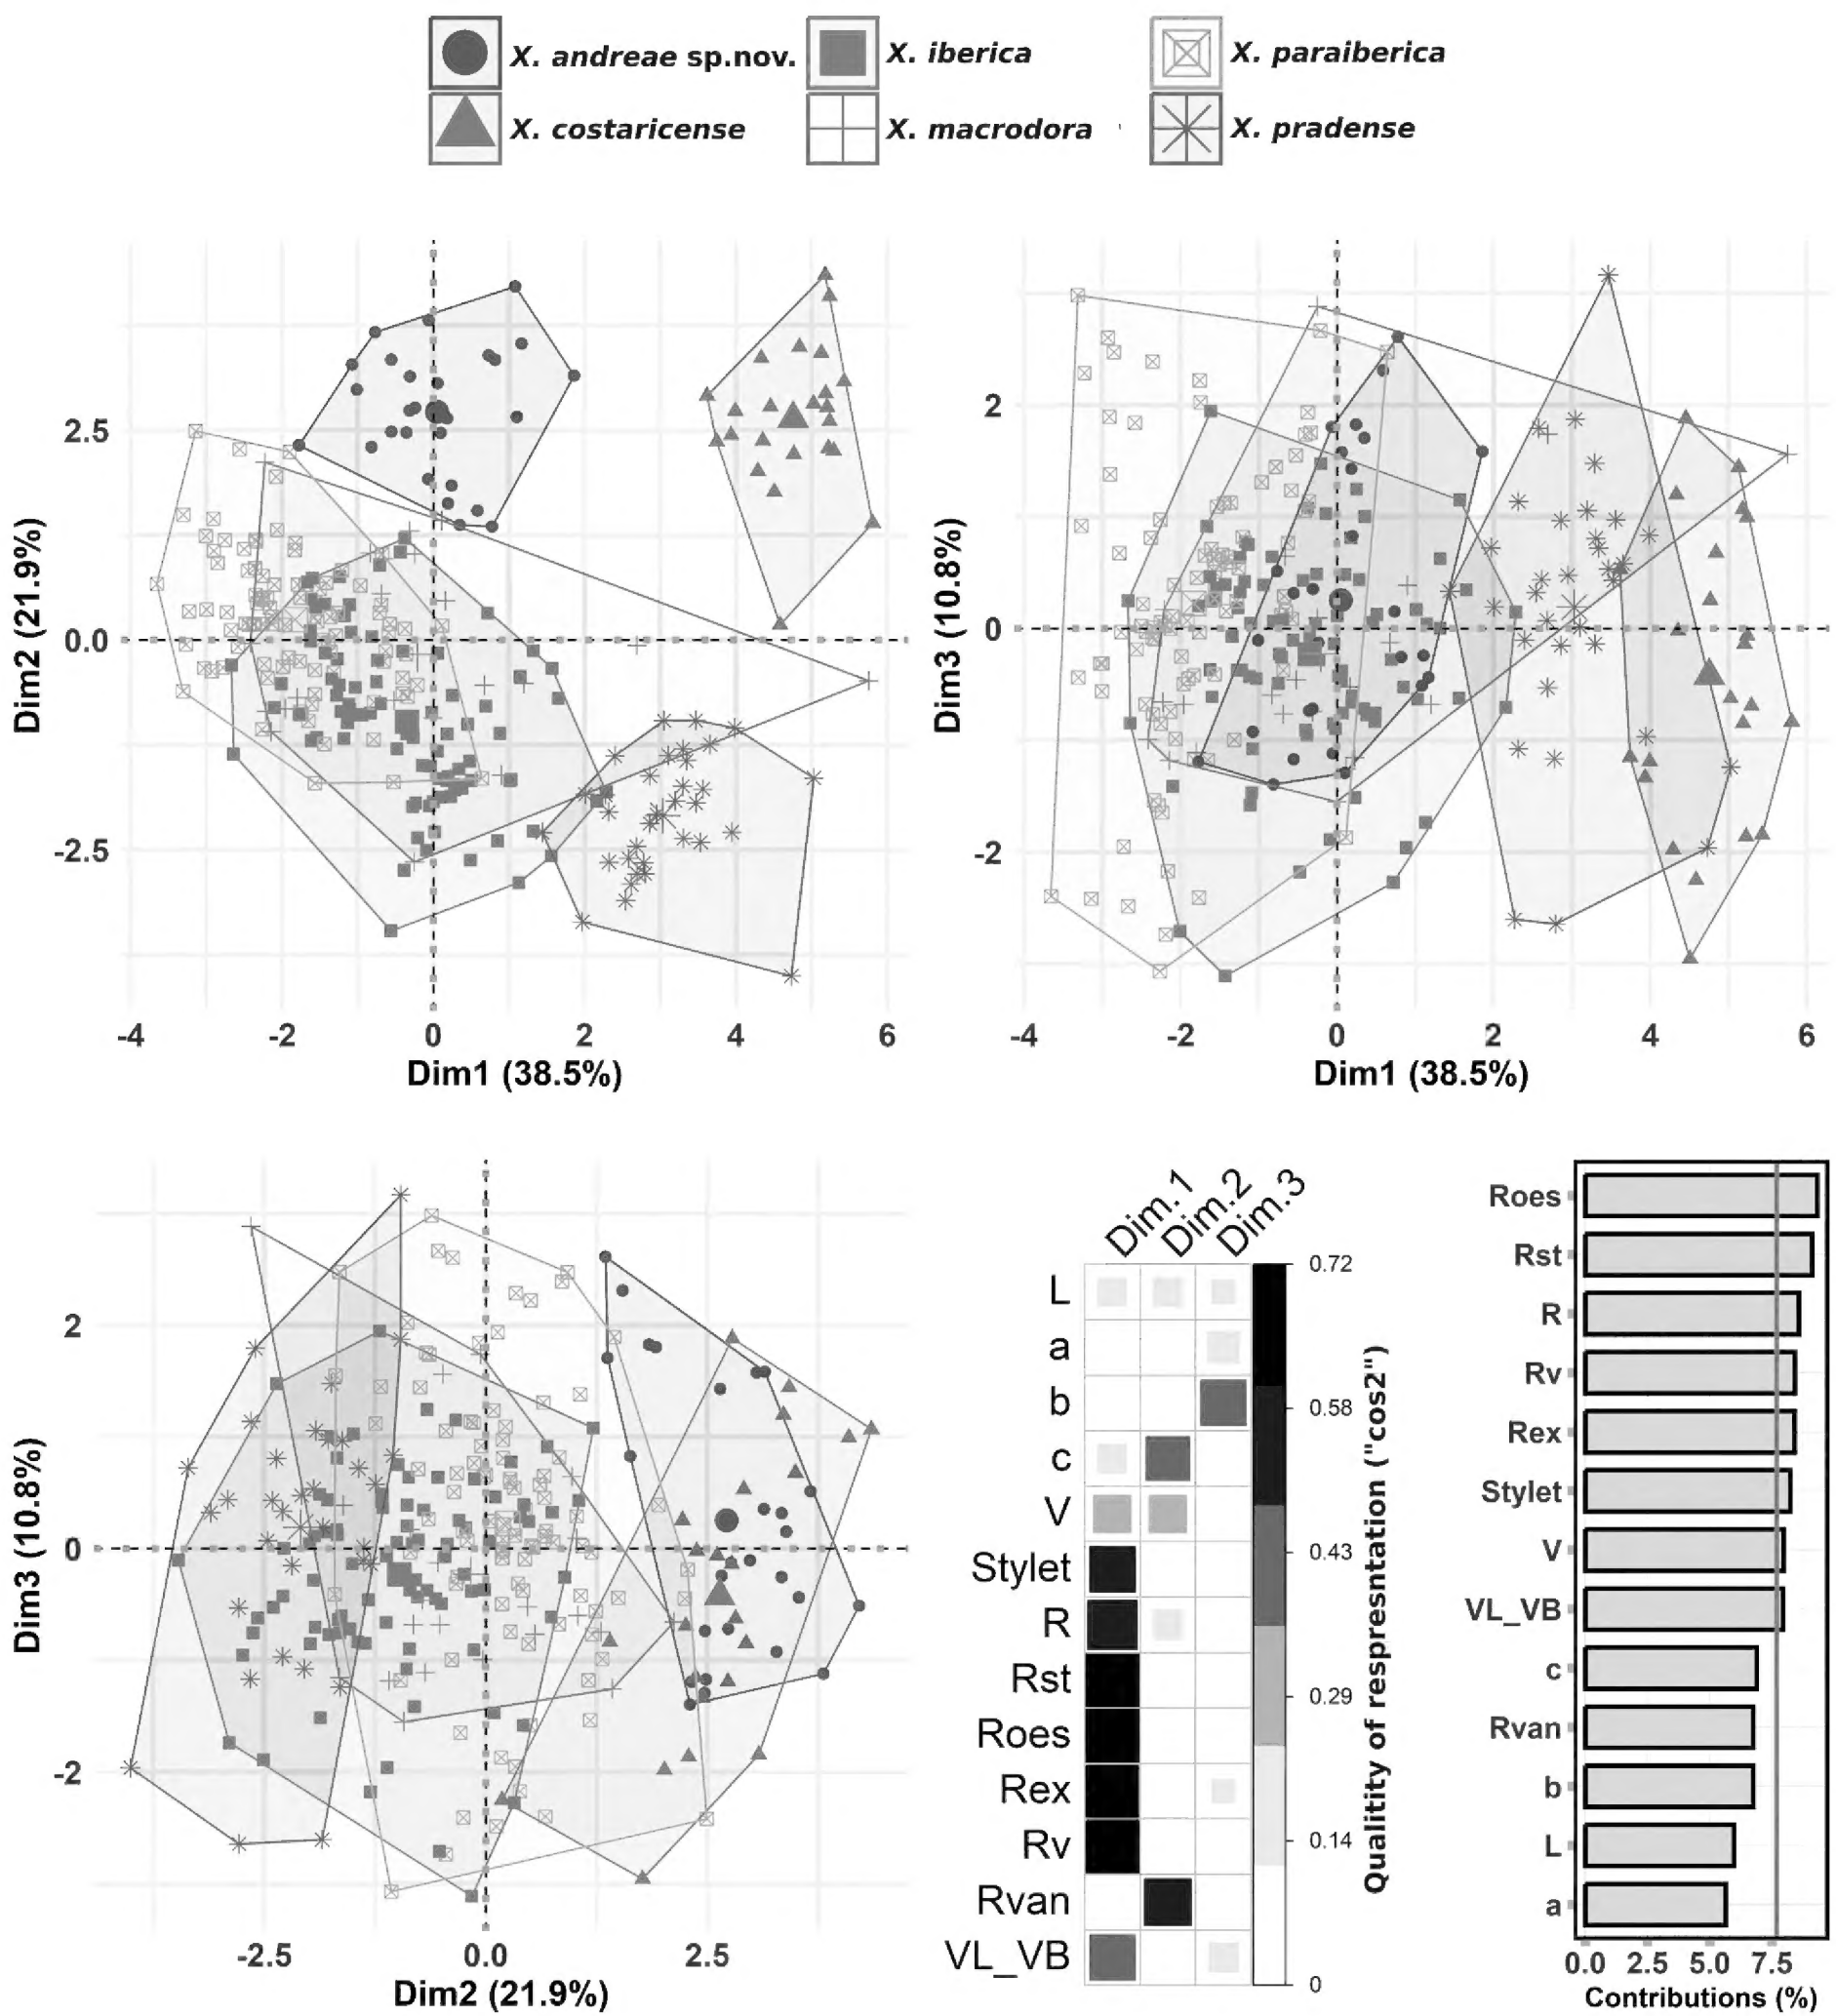 X. andreae sp.nov.
X. iberica
X. paraiberica
X. costaricense
X. macrodora
X. pradense
Dim2 (21.9%)
2.5
0.0
-2.5
-4
-2
0
2
4
6
Dim1 (38.5%)
Dim3 (10.8%)
2
0
-2
-4
-2
0
2
4
6
Dim1 (38.5%)
Dim3 (10.8%)
2
0
-2
-2.5
0.0
2.5
Dim2 (21.9%)
Dim.1
Dim.2
Dim.3
L
a
b
c
V
Stylet
R
Rst
Roes
Rex
Rv
Rvan
VL_VB
0.72
0.58
0.43
0.29
0.14
0
Qualitity of represntation ("cos2")
Roes
Rst
R
Rv
Rex
Stylet
V
VL_VB
c
Rvan
b
L
a
0.0
2.5
5.0
7.5
Contributions (%)